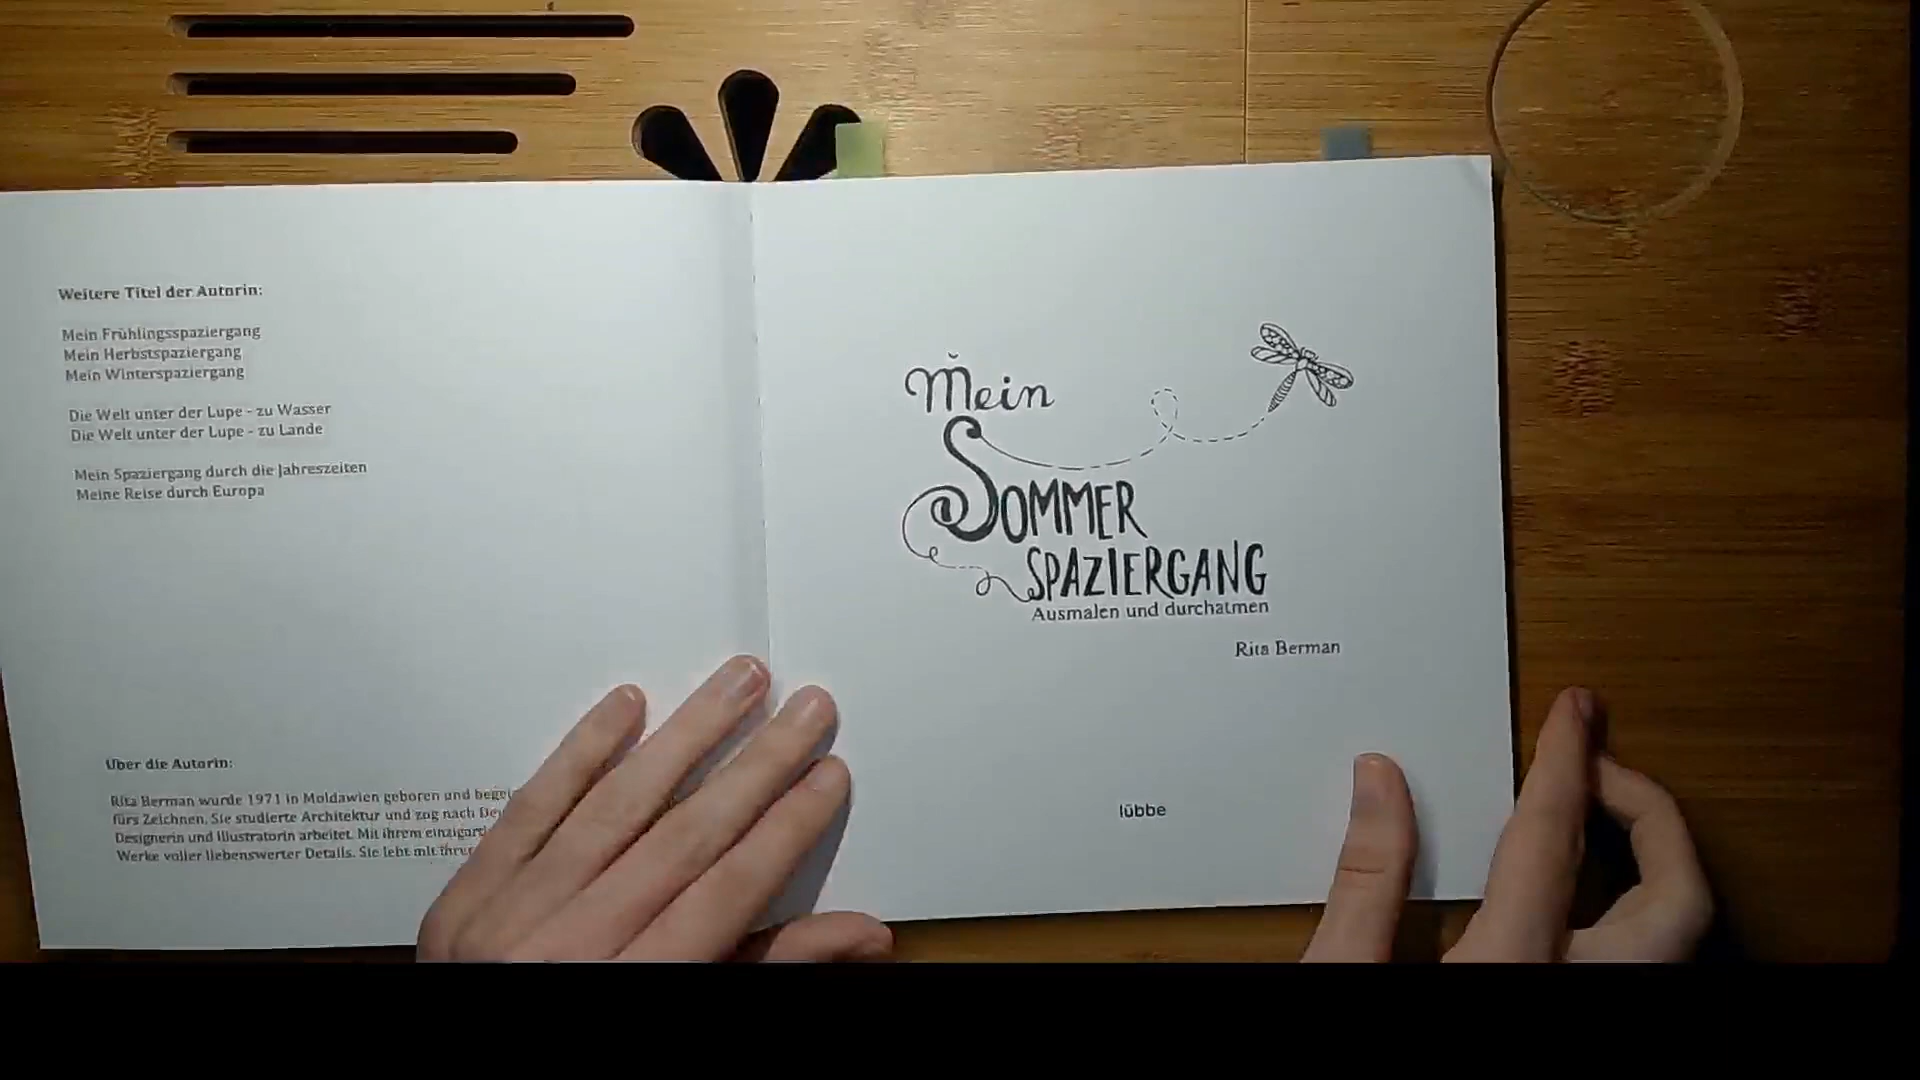 Weitere Titel der Autorin:
Mein Frühlingsspaziergang
Mein Herbstspaziergang
Mein Winterspaziergang
Die Welt unter der Lupe - zu Wasser
Die Welt unter der Lupe - zu Lande
Mein Spaziergang durch die Jahreszeiten
Meine Reise durch Europa
Über die Autorin:
Rita Berman wurde 1971 in Moldawien geboren und
fürs Zeichnen. Sie studierte Architektur und zog nach
Designerin und Illustratorin arbeitet. Mit ihrem
Werke voller liebenswerter Details. Sie lebt mit
Mein
SOMMER
SPAZIERGANG
Ausmalen und durchatmen
Rita Berman
lübbe